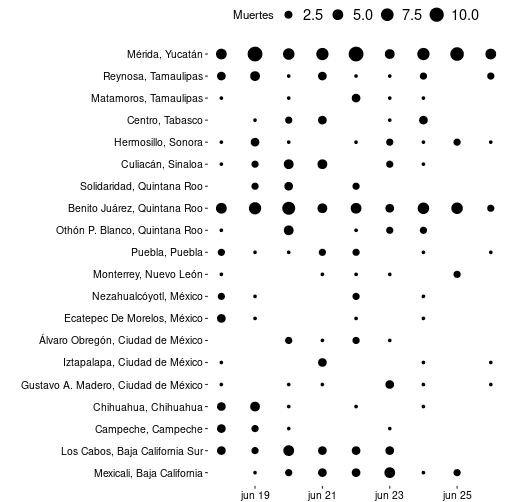 Muertes 2.5 5.0 7.5 10.0
Mérida, Yucatán
Reynosa, Tamaulipas
Matamoros, Tamaulipas
Centro, Tabasco
Hermosillo, Sonora
Culiacán, Sinaloa
Solidaridad, Quintana Roo
Benito Juárez, Quintana Roo
Othón P. Blanco, Quintana Roo
Puebla, Puebla
Monterrey, Nuevo León
Nezahualcóyotl, México
Ecatepec De Morelos, México
Álvaro Obregón, Ciudad de México
Iztapalapa, Ciudad de México
Gustavo A. Madero, Ciudad de México
Chihuahua, Chihuahua
Campeche, Campeche
Los Cabos, Baja California Sur
Mexicali, Baja California
jun 19 jun 21 jun 23 jun 25